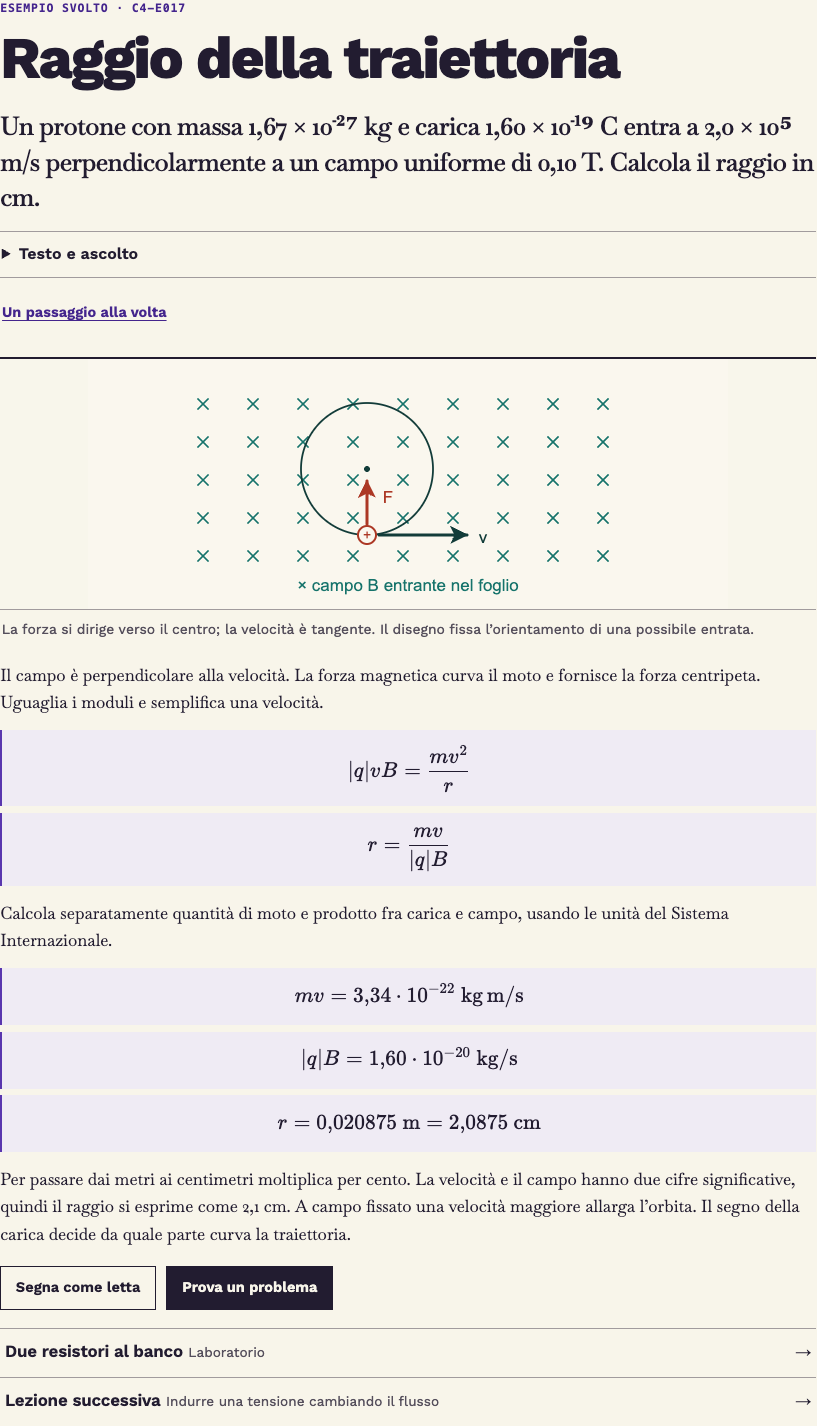 ESEMPIO SVOLTO · C4-E017
Raggio della traiettoria
Un protone con massa 1,67 × 10⁻²⁷ kg e carica 1,60 × 10⁻¹⁹ C entra a 2,0 × 10⁵
m/s perpendicolarmente a un campo uniforme di 0,10 T. Calcola il raggio in
cm.
▶ Testo e ascolto
Un passaggio alla volta
F
+
v
× campo B entrante nel foglio
La forza si dirige verso il centro; la velocità è tangente. Il disegno fissa l’orientamento di una possibile entrata.
Il campo è perpendicolare alla velocità. La forza magnetica curva il moto e fornisce la forza centripeta.
Uguaglia i moduli e semplifica una velocità.
|q|vB = mv²/r
r = mv/|q|B
Calcola separatamente quantità di moto e prodotto fra carica e campo, usando le unità del Sistema
Internazionale.
mv = 3,34 · 10⁻²² kg m/s
|q|B = 1,60 · 10⁻²⁰ kg/s
r = 0,020875 m = 2,0875 cm
Per passare dai metri ai centimetri moltiplica per cento. La velocità e il campo hanno due cifre significative,
quindi il raggio si esprime come 2,1 cm. A campo fissato una velocità maggiore allarga l’orbita. Il segno della
carica decide da quale parte curva la traiettoria.
Segna come letta
Prova un problema
Due resistori al banco Laboratorio →
Lezione successiva Indurre una tensione cambiando il flusso →